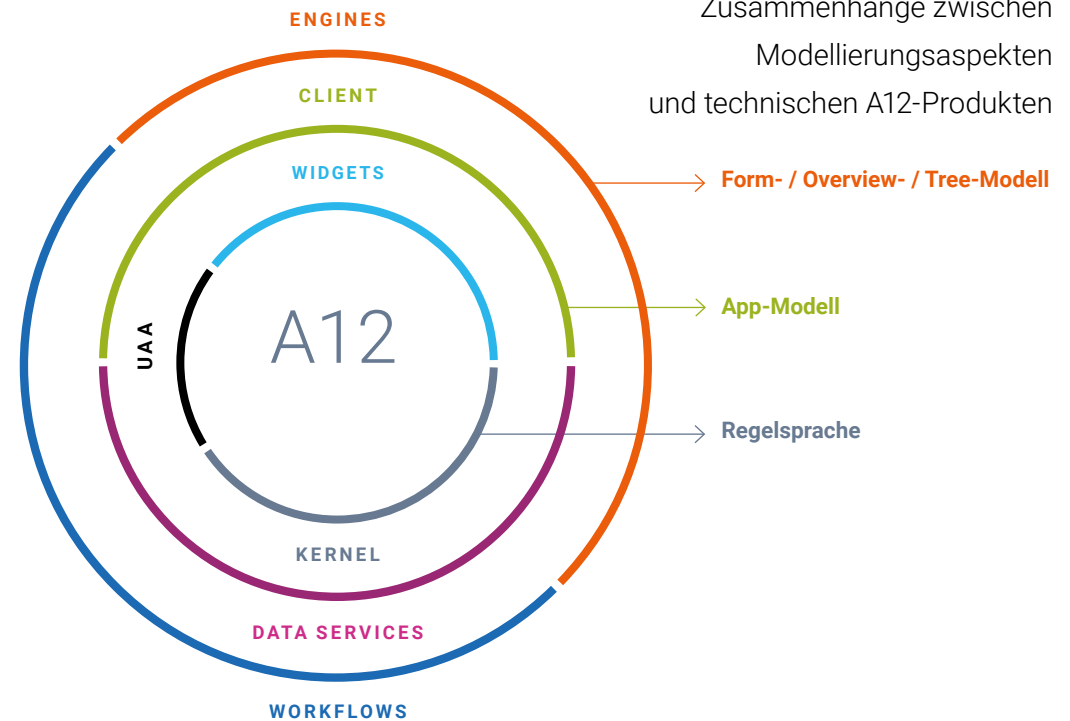 Zusammenhänge zwischen
Modellierungsaspekten
und technischen A12-Produkten
ENGINES
CLIENT
WIDGETS
UAA
A12
KERNEL
DATA SERVICES
WORKFLOWS
Form- / Overview- / Tree-Modell
App-Modell
Regelsprache